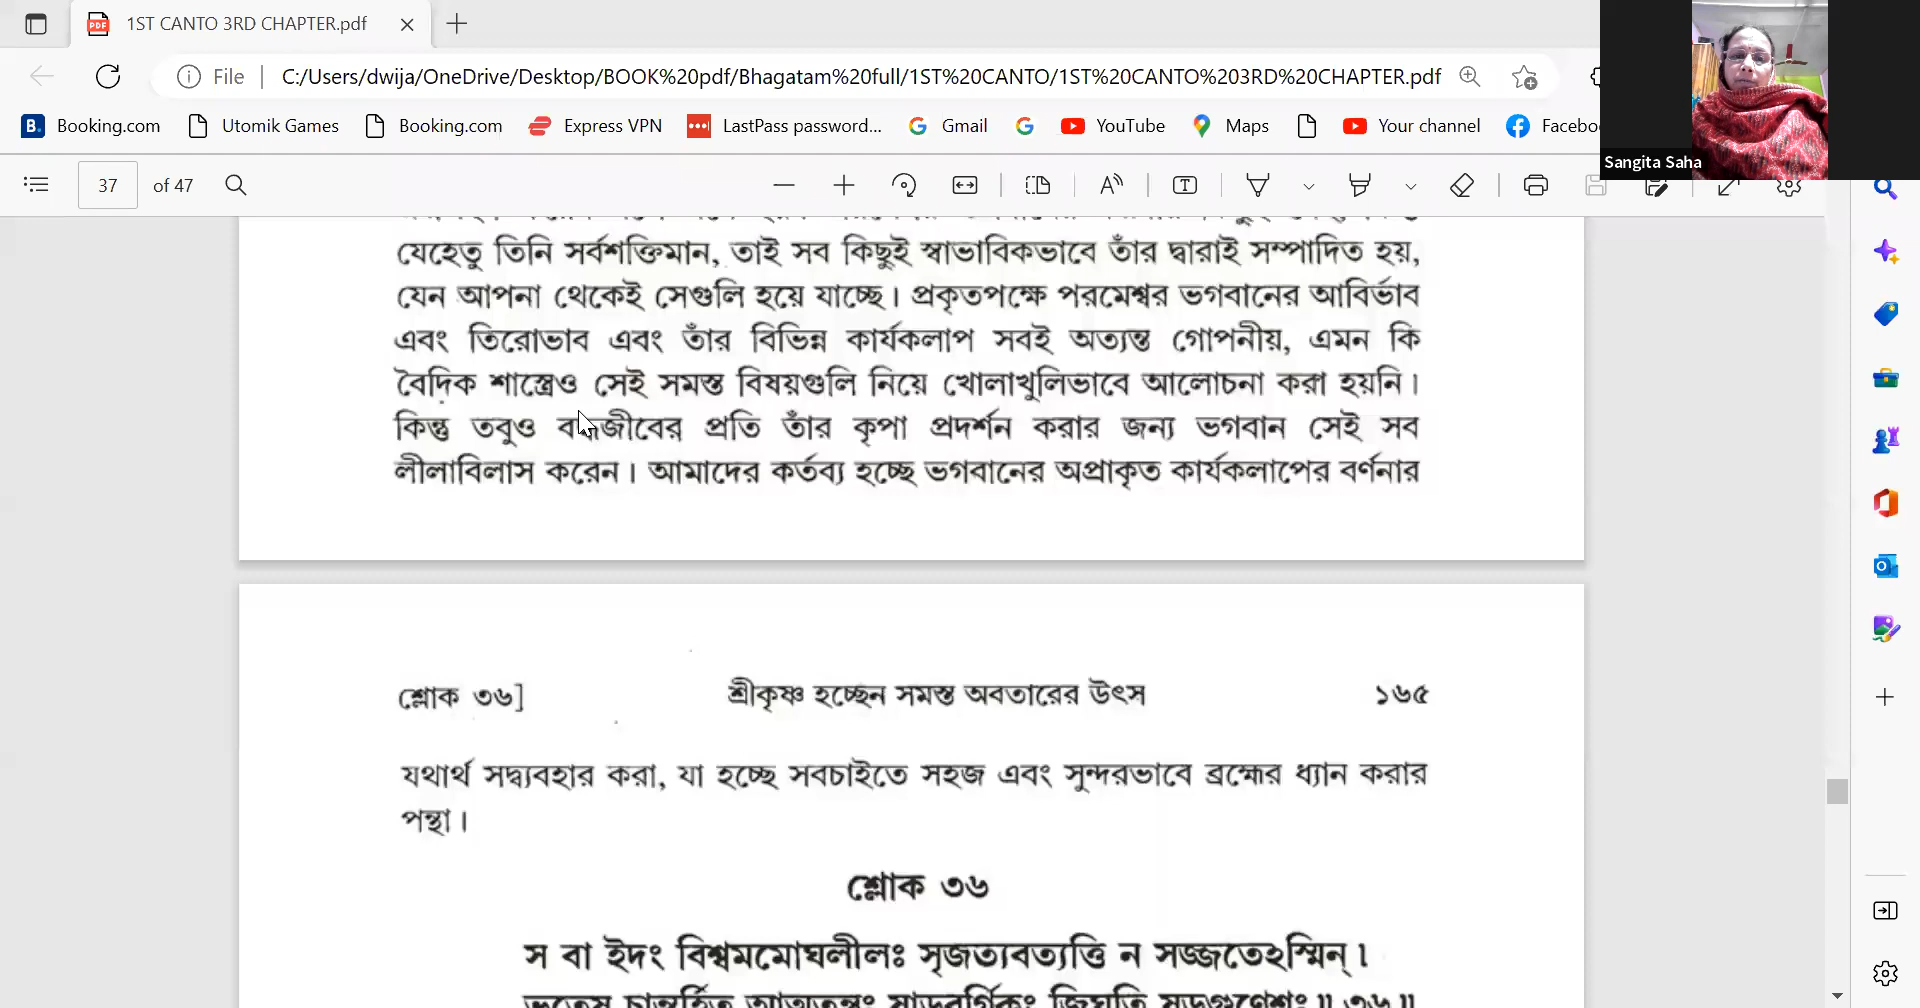 1ST CANTO 3RD CHAPTER.pdf
File C:/Users/dwija/OneDrive/Desktop/BOOK%20pdf/Bhagatam%20full/1ST%20CANTO/1ST%20CANTO%203RD%20CHAPTER.pdf
Booking.com Utomik Games Booking.com Express VPN LastPass password... Gmail YouTube Maps Your channel Facebo
Sangita Saha
37 of 47
যেহেতু তিনি সর্বশক্তিমান, তাই সব কিছুই স্বাভাবিকভাবে তাঁর দ্বারাই সম্পাদিত হয়,
যেন আপনা থেকেই সেগুলি হয়ে যাচ্ছে। প্রকৃতপক্ষে পরমেশ্বর ভগবানের আবির্ভাব
এবং তিরোভাব এবং তাঁর বিভিন্ন কার্যকলাপ সবই অত্যন্ত গোপনীয়, এমন কি
বৈদিক শাস্ত্রেও সেই সমস্ত বিষয়গুলি নিয়ে খোলাখুলিভাবে আলোচনা করা হয়নি।
কিন্তু তবুও বদ্ধজীবের প্রতি তাঁর কৃপা প্রদর্শন করার জন্য ভগবান সেই সব
লীলাবিলাস করেন। আমাদের কর্তব্য হচ্ছে ভগবানের অপ্রাকৃত কার্যকলাপের বর্ণনার
শ্লোক ৩৬] শ্রীকৃষ্ণ হচ্ছেন সমস্ত অবতারের উৎস ১৬৫
যথার্থ সদ্ব্যবহার করা, যা হচ্ছে সবচাইতে সহজ এবং সুন্দরভাবে ব্রহ্মের ধ্যান করার
পন্থা।
শ্লোক ৩৬
স বা ইদং বিশ্বমমোঘলীলঃ সৃজত্যবত্যত্তি ন সজ্জতেঽস্মিন্।